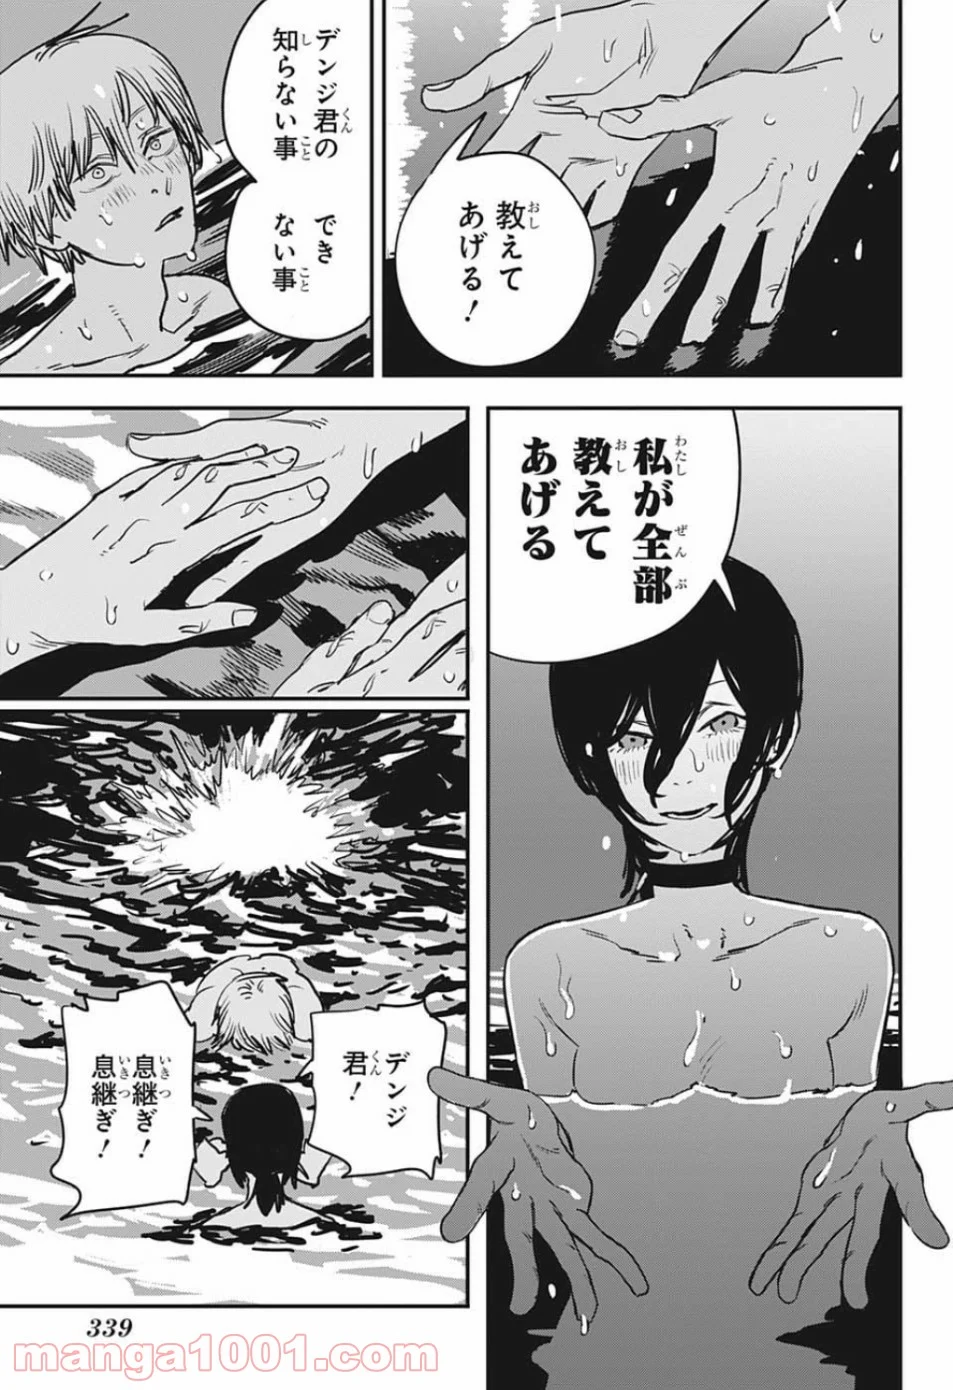 デンジ君の
知らない事
でき
ない事
教えて
あげる！
私が全部
教えて
あげる
デンジ
君！
息継ぎ！
息継ぎ！
339
manga1001.com